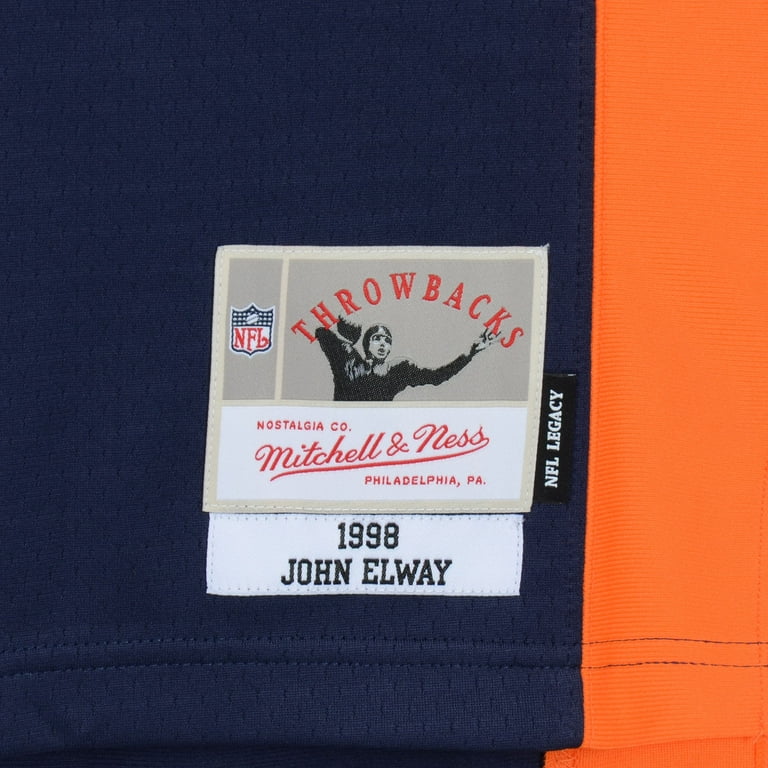 THROWBACKS
NFL
NOSTALGIA CO.
Mitchell & Ness
PHILADELPHIA, PA.
NFL LEGACY
1998
JOHN ELWAY